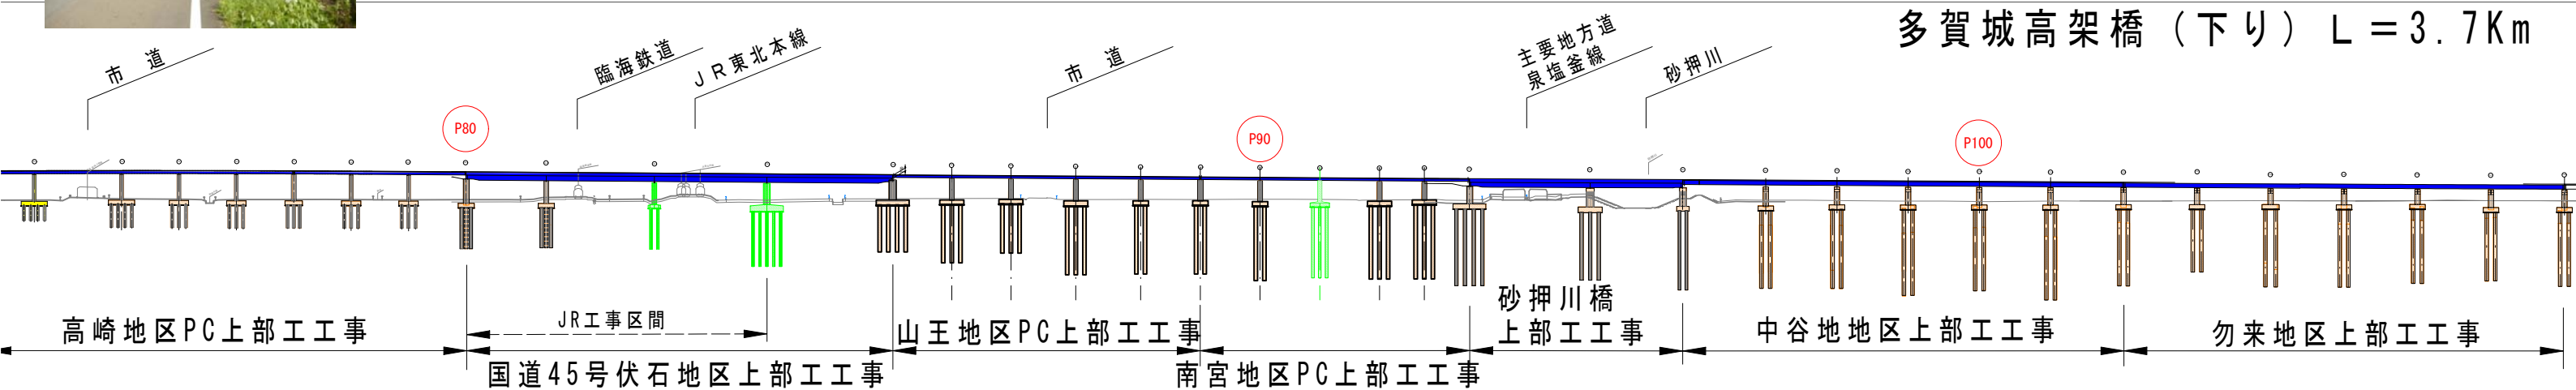 多賀城高架橋（下り）L＝3.7Km
市　道
臨海鉄道
ＪＲ東北本線
市　道
主要地方道
泉塩釜線
砂押川
P80
P90
P100
高崎地区PC上部工工事
JR工事区間
国道45号伏石地区上部工工事
山王地区PC上部工工事
南宮地区PC上部工工事
砂押川橋
上部工工事
中谷地地区上部工工事
勿来地区上部工工事